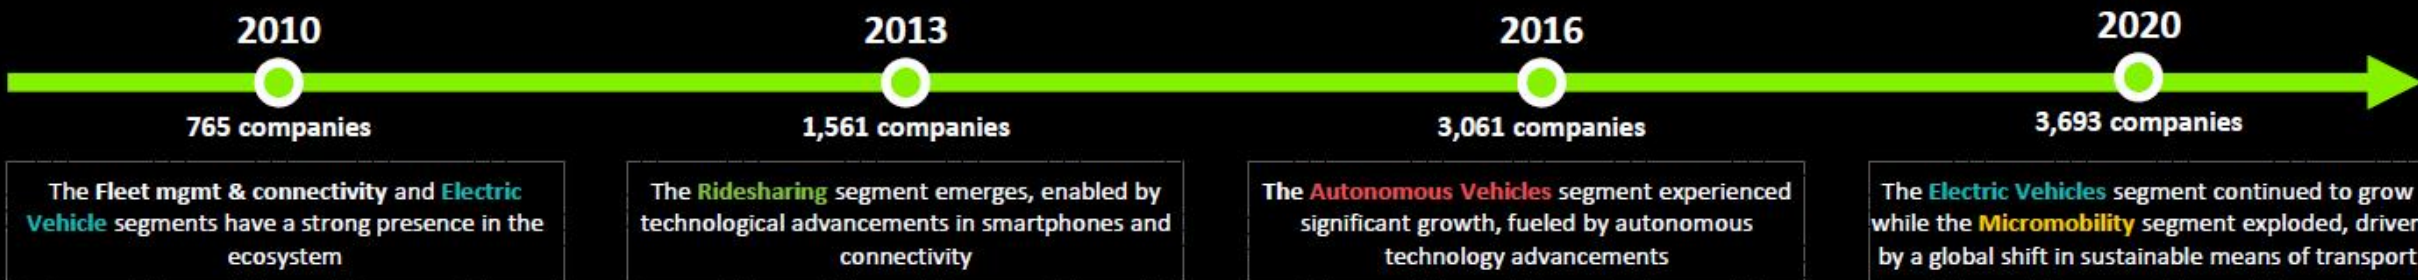 2010
765 companies
The Fleet mgmt & connectivity and Electric
Vehicle segments have a strong presence in the
ecosystem
2013
1,561 companies
The Ridesharing segment emerges, enabled by
technological advancements in smartphones and
connectivity
2016
3,061 companies
The Autonomous Vehicles segment experienced
significant growth, fueled by autonomous
technology advancements
2020
3,693 companies
The Electric Vehicles segment continued to grow
while the Micromobility segment exploded, driven
by a global shift in sustainable means of transport